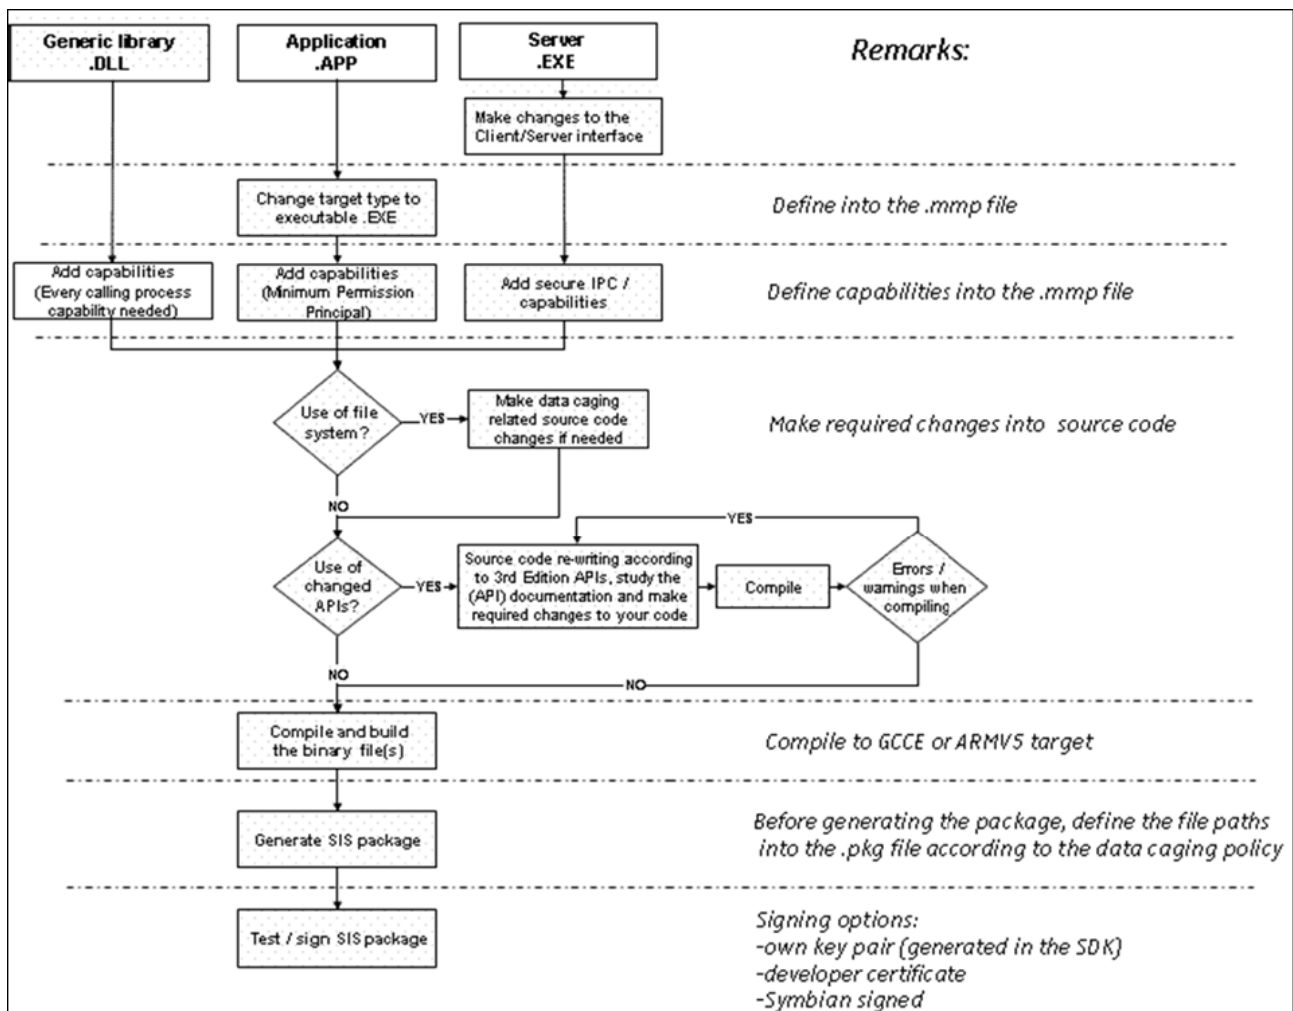 Generic library
.DLL
Application
.APP
Server
.EXE
Remarks:
Make changes to the
Client/Server interface
Change target type to
executable .EXE
Define into the .mmp file
Add capabilities
(Every calling process
capability needed)
Add capabilities
(Minimum Permission
Principal)
Add secure IPC /
capabilities
Define capabilities into the .mmp file
Use of file
system?
YES
Make data caging
related source code
changes if needed
Make required changes into source code
NO
YES
Use of
changed
APIs?
YES
Source code re-writing according
to 3rd Edition APIs, study the
(API) documentation and make
required changes to your code
Compile
Errors /
warnings when
compiling
NO
NO
Compile and build
the binary file(s)
Compile to GCCE or ARMV5 target
Generate SIS package
Before generating the package, define the file paths
into the .pkg file according to the data caging policy
Test / sign SIS package
Signing options:
-own key pair (generated in the SDK)
-developer certificate
-Symbian signed